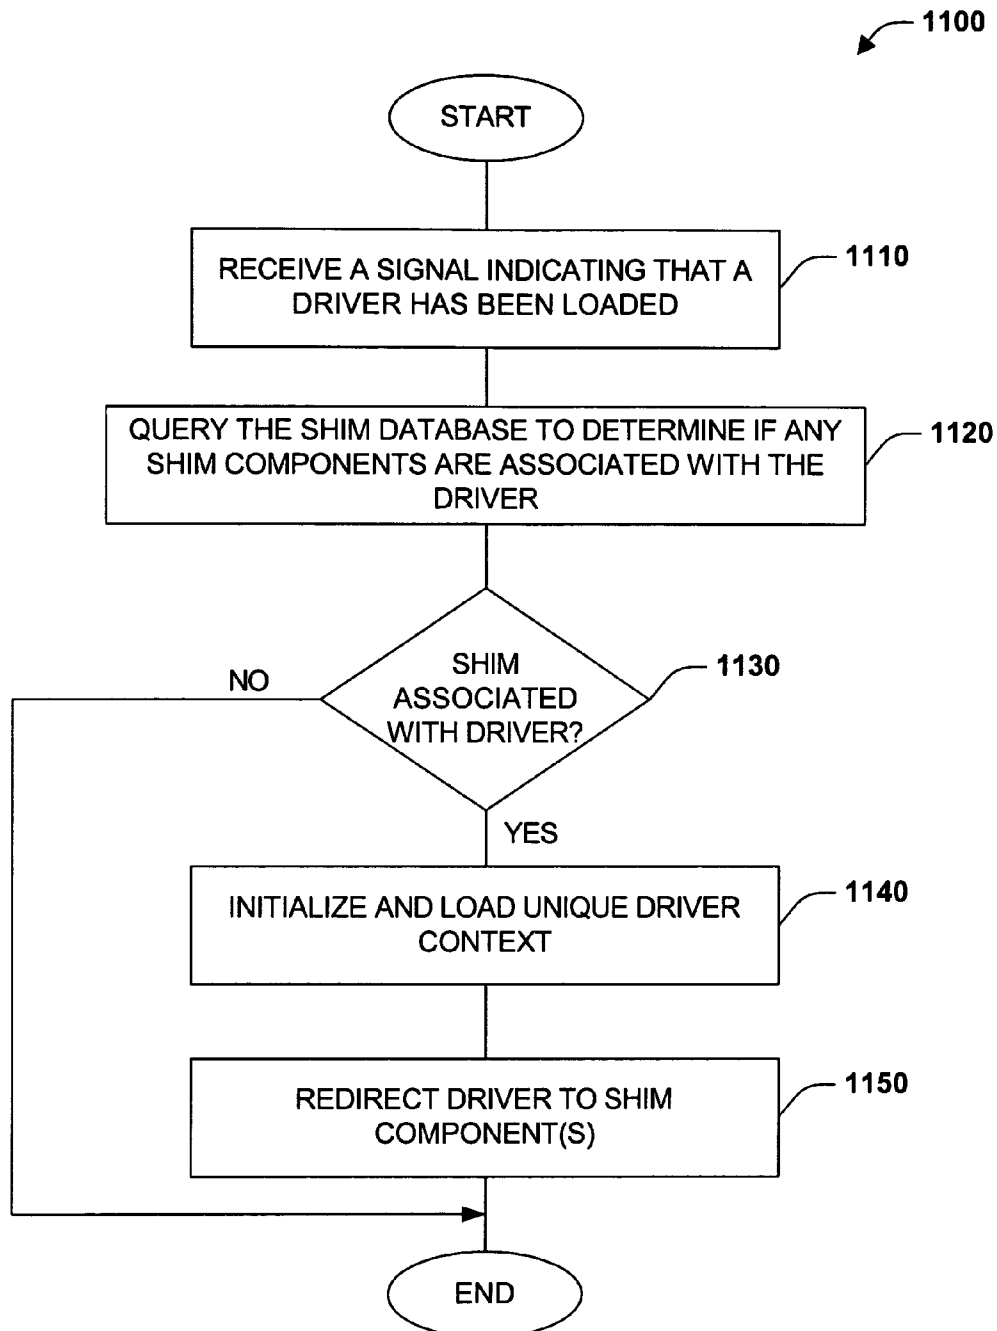 1100
START
RECEIVE A SIGNAL INDICATING THAT A
DRIVER HAS BEEN LOADED
1110
QUERY THE SHIM DATABASE TO DETERMINE IF ANY
SHIM COMPONENTS ARE ASSOCIATED WITH THE
DRIVER
1120
SHIM
ASSOCIATED
WITH DRIVER?
1130
NO
YES
INITIALIZE AND LOAD UNIQUE DRIVER
CONTEXT
1140
REDIRECT DRIVER TO SHIM
COMPONENT(S)
1150
END